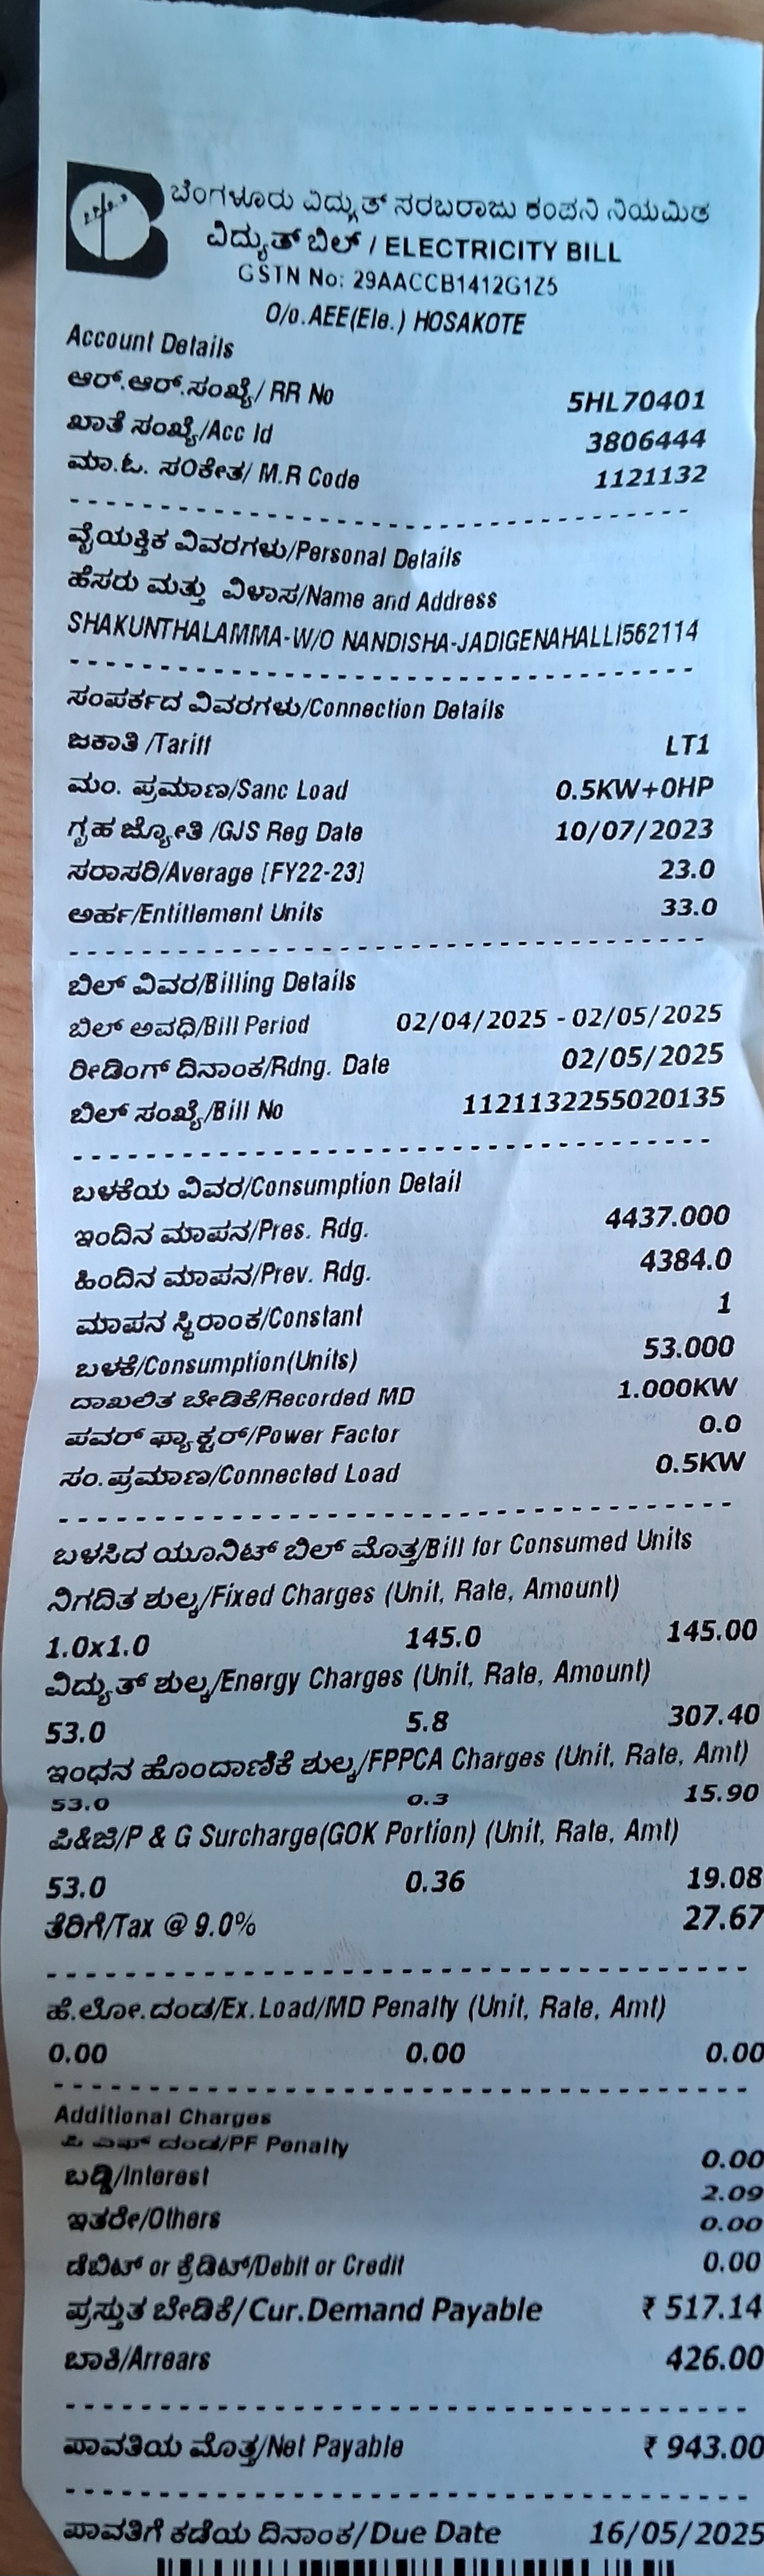 ಬೆಂಗಳೂರು ವಿದ್ಯುತ್ ಸರಬರಾಜು ಕಂಪನಿ ನಿಯಮಿತ
ವಿದ್ಯುತ್ ಬಿಲ್ / ELECTRICITY BILL
GSTN No: 29AACCB1412G1Z5
O/o.AEE(Ele.) HOSAKOTE
Account Details
ಆರ್.ಆರ್.ಸಂಖ್ಯೆ/ RR No 5HL70401
ಖಾತೆ ಸಂಖ್ಯೆ/Acc Id 3806444
ಮಾ.ಓ. ಸಂಕೇತ/ M.R Code 1121132
ವೈಯಕ್ತಿಕ ವಿವರಗಳು/Personal Details
ಹೆಸರು ಮತ್ತು ವಿಳಾಸ/Name and Address
SHAKUNTHALAMMA-W/O NANDISHA-JADIGENAHALLI562114
ಸಂಪರ್ಕದ ವಿವರಗಳು/Connection Details
ಜಕಾತಿ /Tariff LT1
ಮಂ. ಪ್ರಮಾಣ/Sanc Load 0.5KW+0HP
ಗೃಹ ಜ್ಯೋತಿ /GJS Reg Date 10/07/2023
ಸರಾಸರಿ/Average [FY22-23] 23.0
ಅರ್ಹ/Entitlement Units 33.0
ಬಿಲ್ ವಿವರ/Billing Details
ಬಿಲ್ ಅವಧಿ/Bill Period 02/04/2025 - 02/05/2025
ರೀಡಿಂಗ್ ದಿನಾಂಕ/Rdng. Date 02/05/2025
ಬಿಲ್ ಸಂಖ್ಯೆ/Bill No 1121132255020135
ಬಳಕೆಯ ವಿವರ/Consumption Detail
ಇಂದಿನ ಮಾಪನ/Pres. Rdg. 4437.000
ಹಿಂದಿನ ಮಾಪನ/Prev. Rdg. 4384.0
ಮಾಪನ ಸ್ಥಿರಾಂಕ/Constant 1
ಬಳಕೆ/Consumption(Units) 53.000
ದಾಖಲಿತ ಬೇಡಿಕೆ/Recorded MD 1.000KW
ಪವರ್ ಫ್ಯಾಕ್ಟರ್/Power Factor 0.0
ಸಂ.ಪ್ರಮಾಣ/Connected Load 0.5KW
ಬಳಸಿದ ಯೂನಿಟ್ ಬಿಲ್ ಮೊತ್ತ/Bill for Consumed Units
ನಿಗದಿತ ಶುಲ್ಕ/Fixed Charges (Unit, Rate, Amount)
1.0x1.0 145.0 145.00
ವಿದ್ಯುತ್ ಶುಲ್ಕ/Energy Charges (Unit, Rate, Amount)
53.0 5.8 307.40
ಇಂಧನ ಹೊಂದಾಣಿಕೆ ಶುಲ್ಕ/FPPCA Charges (Unit, Rate, Amt)
53.0 0.3 15.90
ಪಿ&ಜಿ/P & G Surcharge(GOK Portion) (Unit, Rate, Amt)
53.0 0.36 19.08
ತೆರಿಗೆ/Tax @ 9.0% 27.67
ಹೆ.ಲೋ.ದಂಡ/Ex.Load/MD Penalty (Unit, Rate, Amt)
0.00 0.00 0.00
Additional Charges
ಪಿ ಎಫ್ ದಂಡ/PF Penalty 0.00
ಬಡ್ಡಿ/Interest 2.09
ಇತರೇ/Others 0.00
ಡೆಬಿಟ್ or ಕ್ರೆಡಿಟ್/Debit or Credit 0.00
ಪ್ರಸ್ತುತ ಬೇಡಿಕೆ/ Cur.Demand Payable ₹ 517.14
ಬಾಕಿ/Arrears 426.00
ಪಾವತಿಯ ಮೊತ್ತ/Net Payable ₹ 943.00
ಪಾವತಿಗೆ ಕಡೆಯ ದಿನಾಂಕ/Due Date 16/05/2025